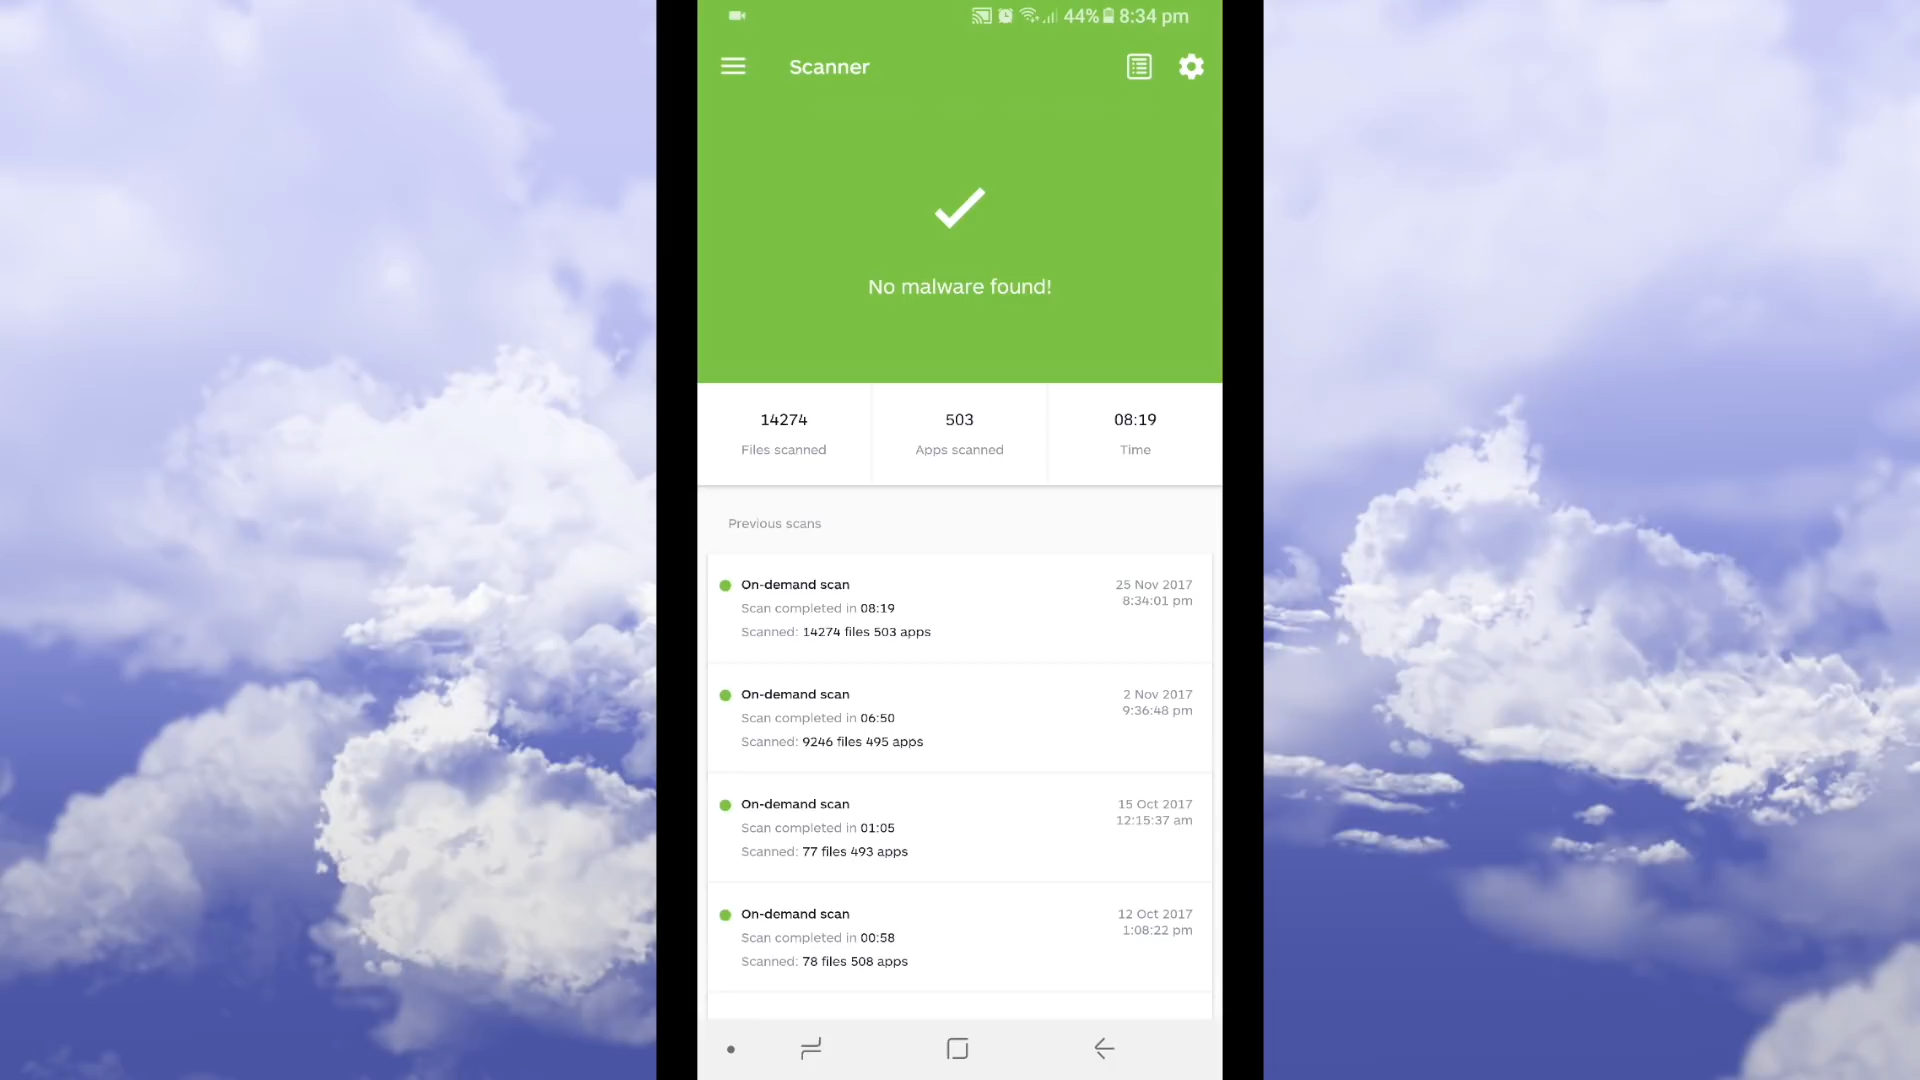 44% 8:34 pm
Scanner
No malware found!
14274 503 08:19
Files scanned Apps scanned Time
Previous scans
On-demand scan 25 Nov 2017
8:34:01 pm
Scan completed in 08:19
Scanned: 14274 files 503 apps
On-demand scan 2 Nov 2017
9:36:48 pm
Scan completed in 06:50
Scanned: 9246 files 495 apps
On-demand scan 15 Oct 2017
12:15:37 am
Scan completed in 01:05
Scanned: 77 files 493 apps
On-demand scan 12 Oct 2017
1:08:22 pm
Scan completed in 00:58
Scanned: 78 files 508 apps